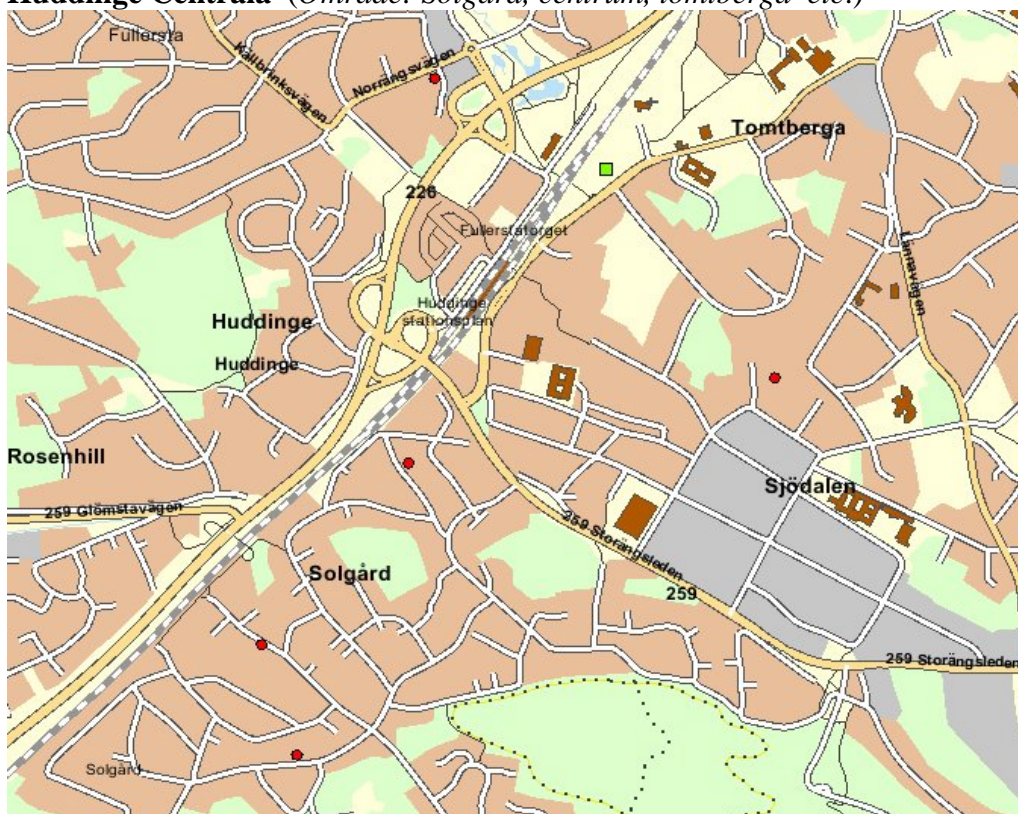 Huddinge Centrala (Område: Solgård, centrum, tomtberga etc.)
Fullersta
Källbrinksvägen
Norrängsvägen
Tomtberga
226
Fullerstatorget
Lännavägen
Huddinge
stationsplan
Huddinge
Huddinge
Rosenhill
Sjödalen
259 Glömstavägen
259 Storängsleden
Solgård
259
259 Storängsleden
Solgård